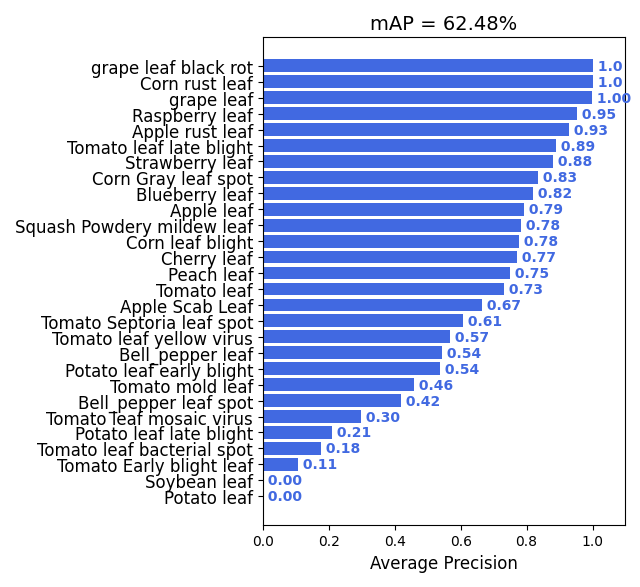 mAP = 62.48%
grape leaf black rot 1.0
Corn rust leaf 1.0
grape leaf 1.00
Raspberry leaf 0.95
Apple rust leaf 0.93
Tomato leaf late blight 0.89
Strawberry leaf 0.88
Corn Gray leaf spot 0.83
Blueberry leaf 0.82
Apple leaf 0.79
Squash Powdery mildew leaf 0.78
Corn leaf blight 0.78
Cherry leaf 0.77
Peach leaf 0.75
Tomato leaf 0.73
Apple Scab Leaf 0.67
Tomato Septoria leaf spot 0.61
Tomato leaf yellow virus 0.57
Bell_pepper leaf 0.54
Potato leaf early blight 0.54
Tomato mold leaf 0.46
Bell_pepper leaf spot 0.42
Tomato leaf mosaic virus 0.30
Potato leaf late blight 0.21
Tomato leaf bacterial spot 0.18
Tomato Early blight leaf 0.11
Soybean leaf 0.00
Potato leaf 0.00
0.0 0.2 0.4 0.6 0.8 1.0
Average Precision